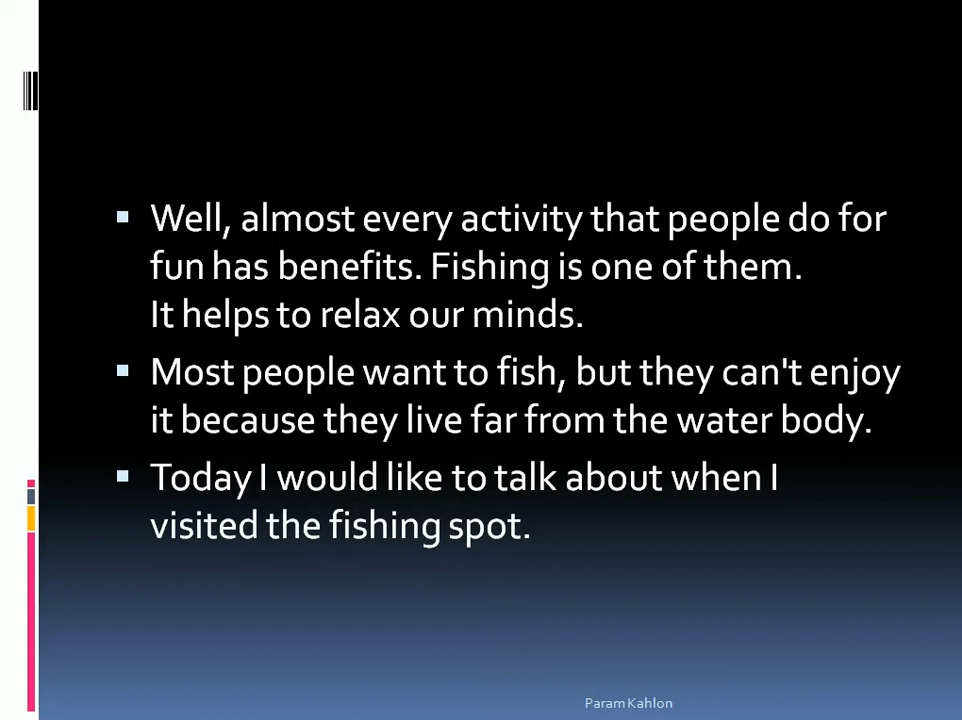 Well, almost every activity that people do for
fun has benefits. Fishing is one of them.
It helps to relax our minds.
Most people want to fish, but they can't enjoy
it because they live far from the water body.
Today I would like to talk about when I
visited the fishing spot.
Param Kahlon